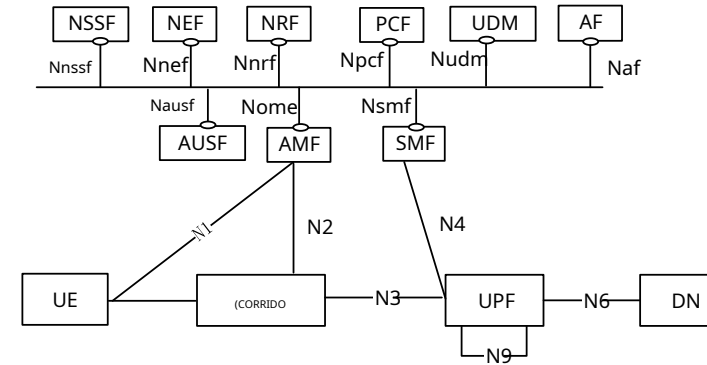 NSSF NEF NRF PCF UDM AF
Nnssf Nnef Nnrf Npcf Nudm Naf
Nausf Nome Nsmf
AUSF AMF SMF
N1 N2 N4
UE (CORRIDO N3 UPF N6 DN
N9